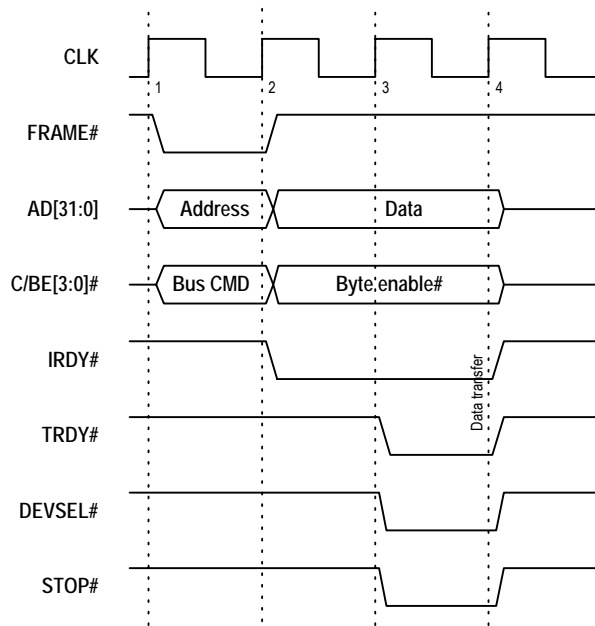 CLK
1 2 3 4
FRAME#
AD[31:0] Address Data
C/BE[3:0]# Bus CMD Byte enable#
IRDY#
Data transfer
TRDY#
DEVSEL#
STOP#